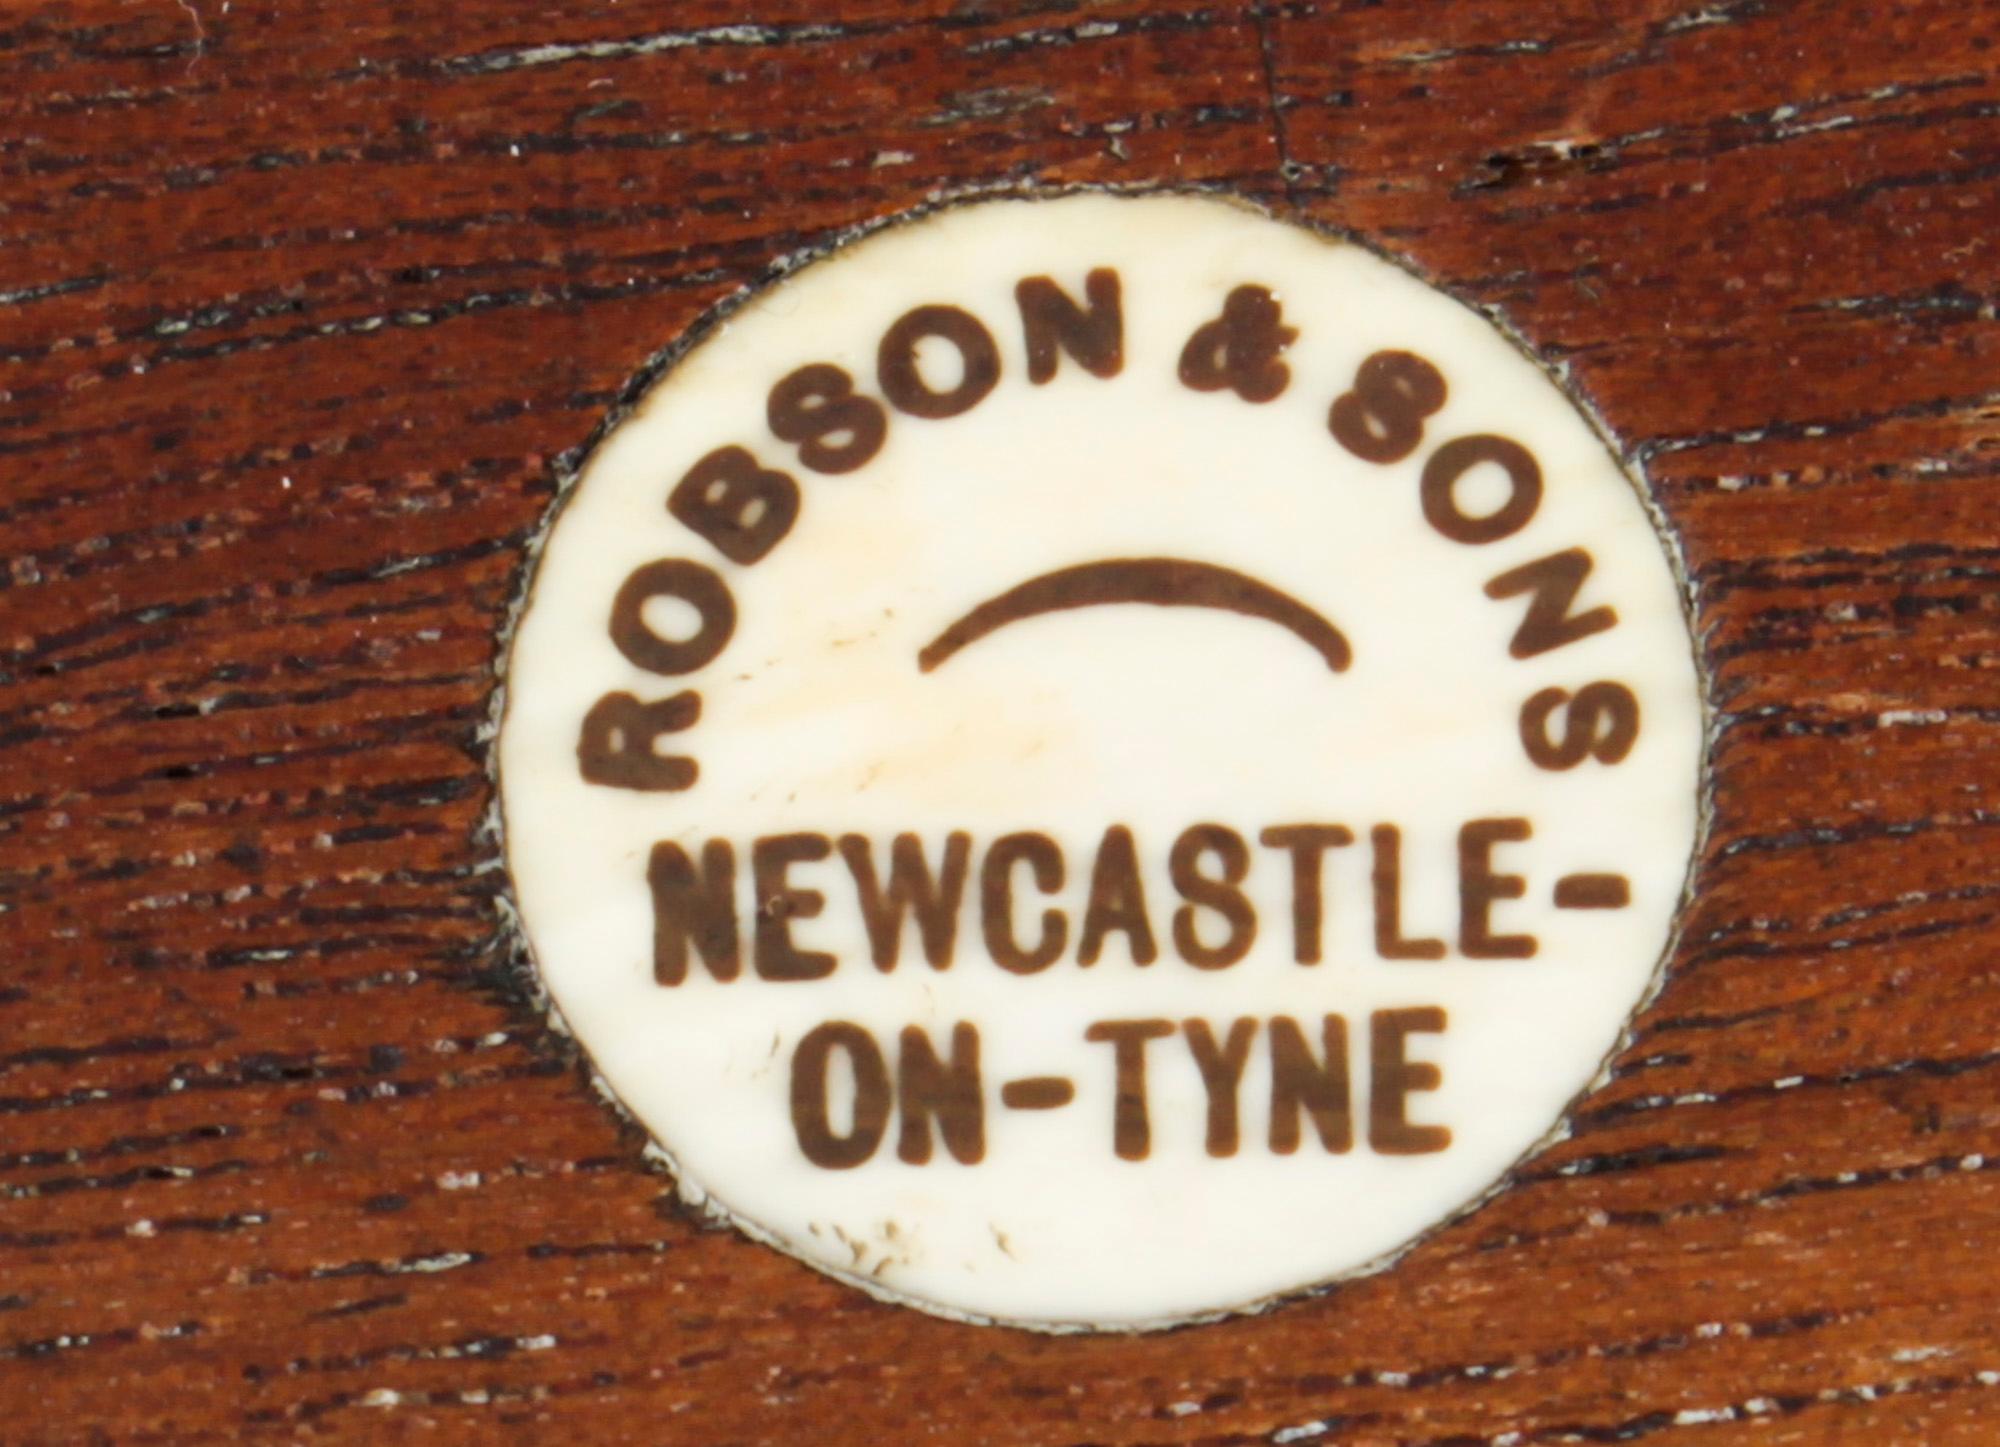 ROBSON & SONS
NEWCASTLE-
ON-TYNE